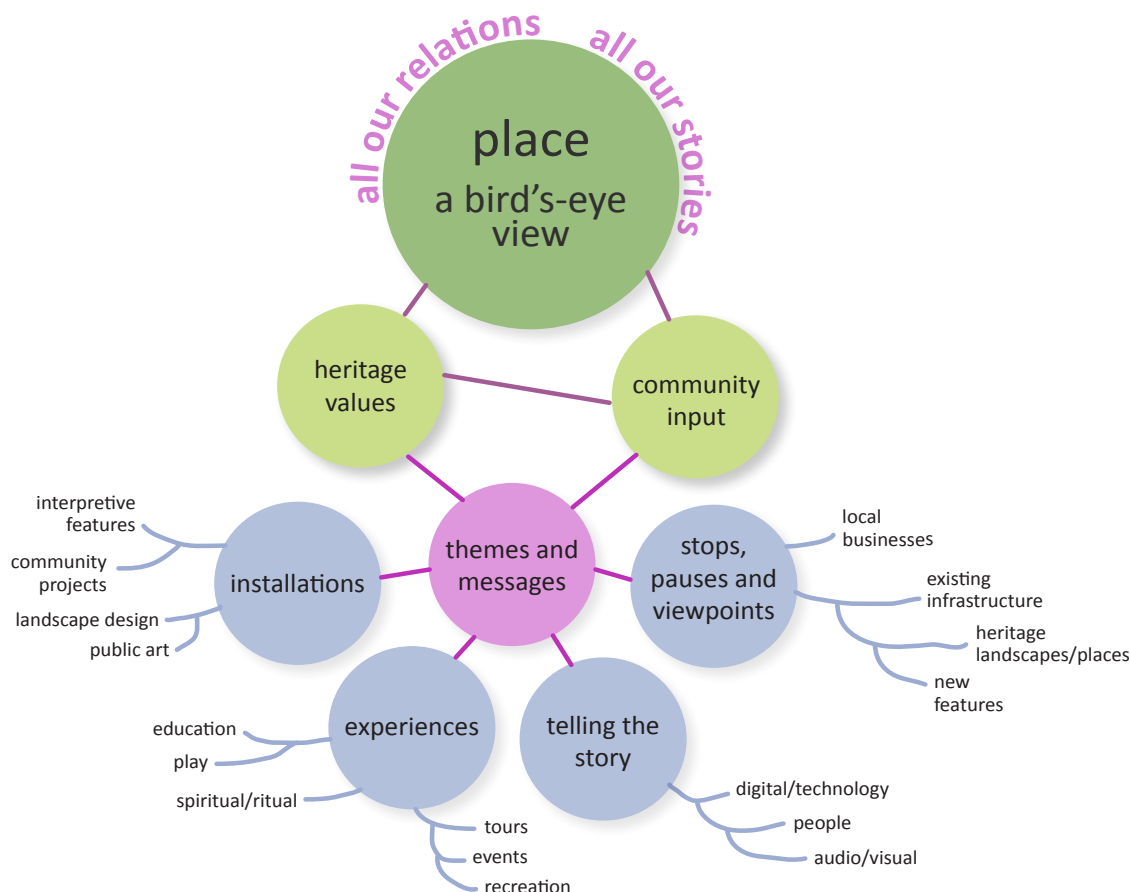 all our relations
all our stories
place
a bird's-eye
view
heritage
values
community
input
themes and
messages
installations
interpretive
features
community
projects
landscape design
public art
stops,
pauses and
viewpoints
local
businesses
existing
infrastructure
heritage
landscapes/places
new
features
experiences
education
play
spiritual/ritual
tours
events
recreation
telling the
story
digital/technology
people
audio/visual